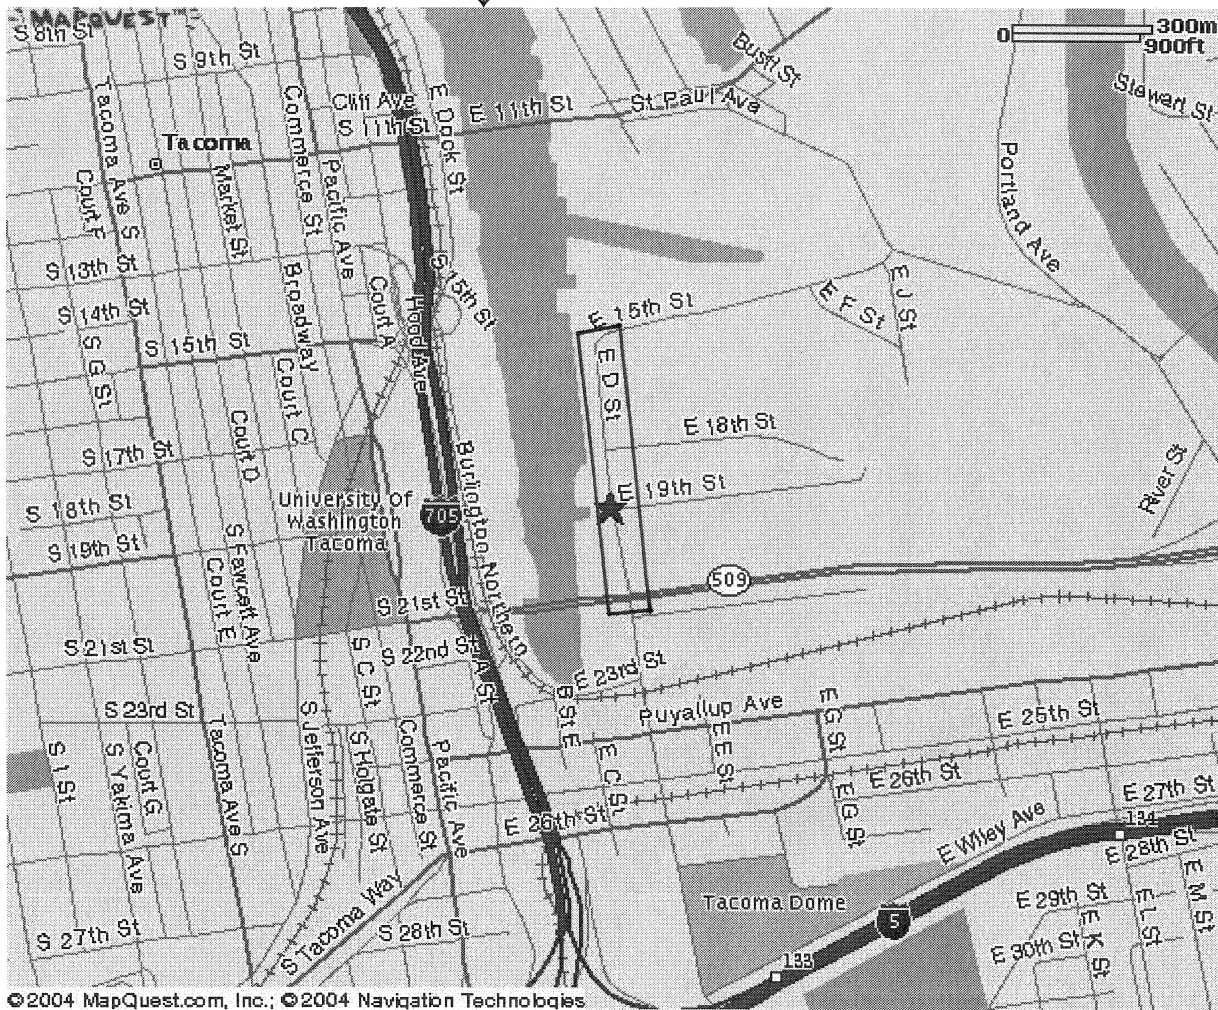 MAPQUEST™
0 300m
900ft
S 8th St
S 9th St
Tacoma Ave S
Commerce St
Cliff Ave
S 11th St
E Dock St
E 11th St
St Paul Ave
Stewart St
Portland Ave
Tacoma
Court F
Market St
Pacific Ave
S 13th St
S 14th St
S G St
S 15th St
Broadway
Court A
S 15th St
Hood Ave
Court C
Court D
S 17th St
S 18th St
S 19th St
University Of
Washington
Tacoma
705
Burlington Northern
E 15th St
E D St
E F St
E J St
E 18th St
E 19th St
River St
509
S Fawcett Ave
Court E
S 21st St
S 21st St
S 22nd St
S A St
S C St
E 23rd St
B St E
Puyallup Ave
S 23rd St
S I St
S Yakima Ave
Court G
Tacoma Ave S
S Jefferson Ave
S Holgate St
Commerce St
Pacific Ave
E C St
E E St
E G St
E G St
E 25th St
E 26th St
E 26th St
E Wiley Ave
E 27th St
134
E 28th St
E 29th St
E 30th St
E K St
E L St
E M St
S 27th St
S Tacoma Way
S 28th St
Tacoma Dome
5
133
©2004 MapQuest.com, Inc.; ©2004 Navigation Technologies